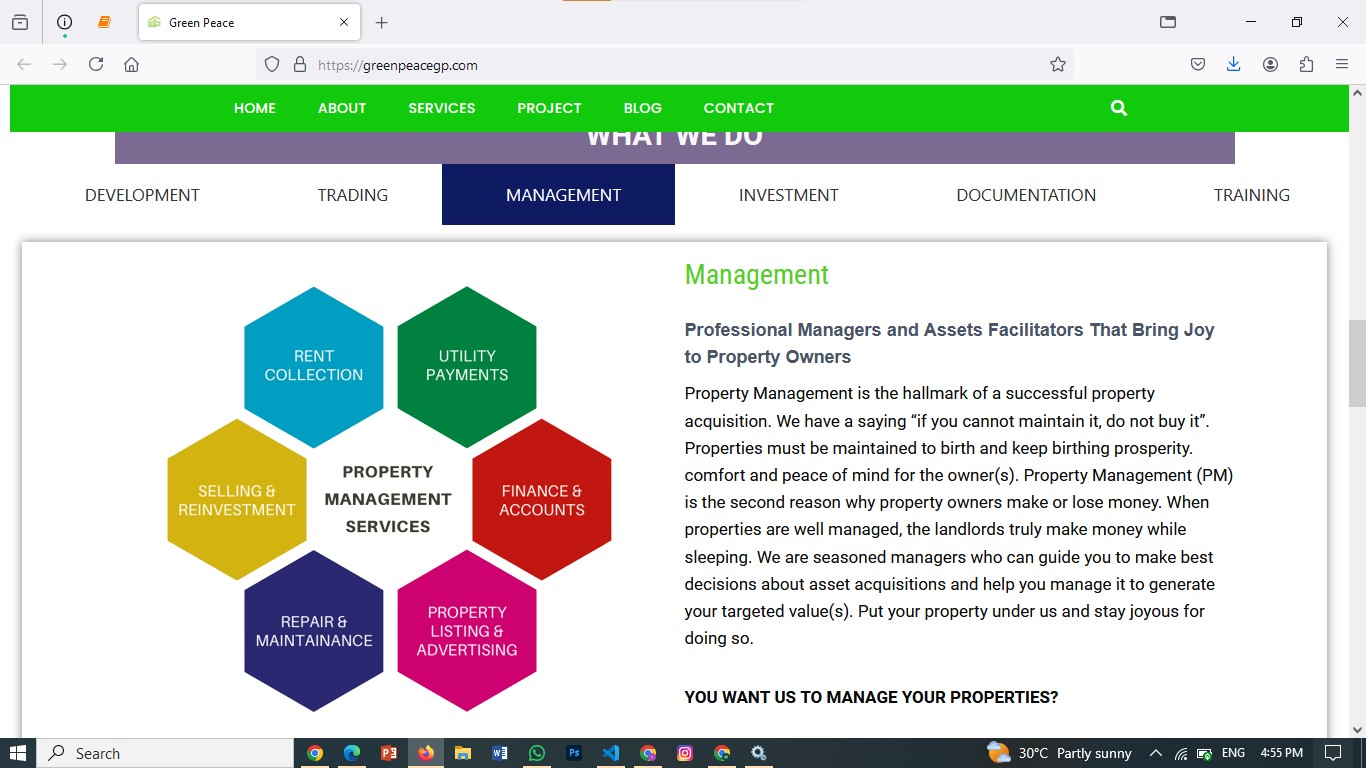 Green Peace
https://greenpeacegp.com
HOME ABOUT SERVICES PROJECT BLOG CONTACT
WHAT WE DO
DEVELOPMENT TRADING MANAGEMENT INVESTMENT DOCUMENTATION TRAINING
RENT
COLLECTION
UTILITY
PAYMENTS
SELLING &
REINVESTMENT
PROPERTY
MANAGEMENT
SERVICES
FINANCE &
ACCOUNTS
REPAIR &
MAINTAINANCE
PROPERTY
LISTING &
ADVERTISING
Management
Professional Managers and Assets Facilitators That Bring Joy
to Property Owners
Property Management is the hallmark of a successful property
acquisition. We have a saying “if you cannot maintain it, do not buy it”.
Properties must be maintained to birth and keep birthing prosperity.
comfort and peace of mind for the owner(s). Property Management (PM)
is the second reason why property owners make or lose money. When
properties are well managed, the landlords truly make money while
sleeping. We are seasoned managers who can guide you to make best
decisions about asset acquisitions and help you manage it to generate
your targeted value(s). Put your property under us and stay joyous for
doing so.
YOU WANT US TO MANAGE YOUR PROPERTIES?
Search
Ps
30°C Partly sunny
ENG
4:55 PM